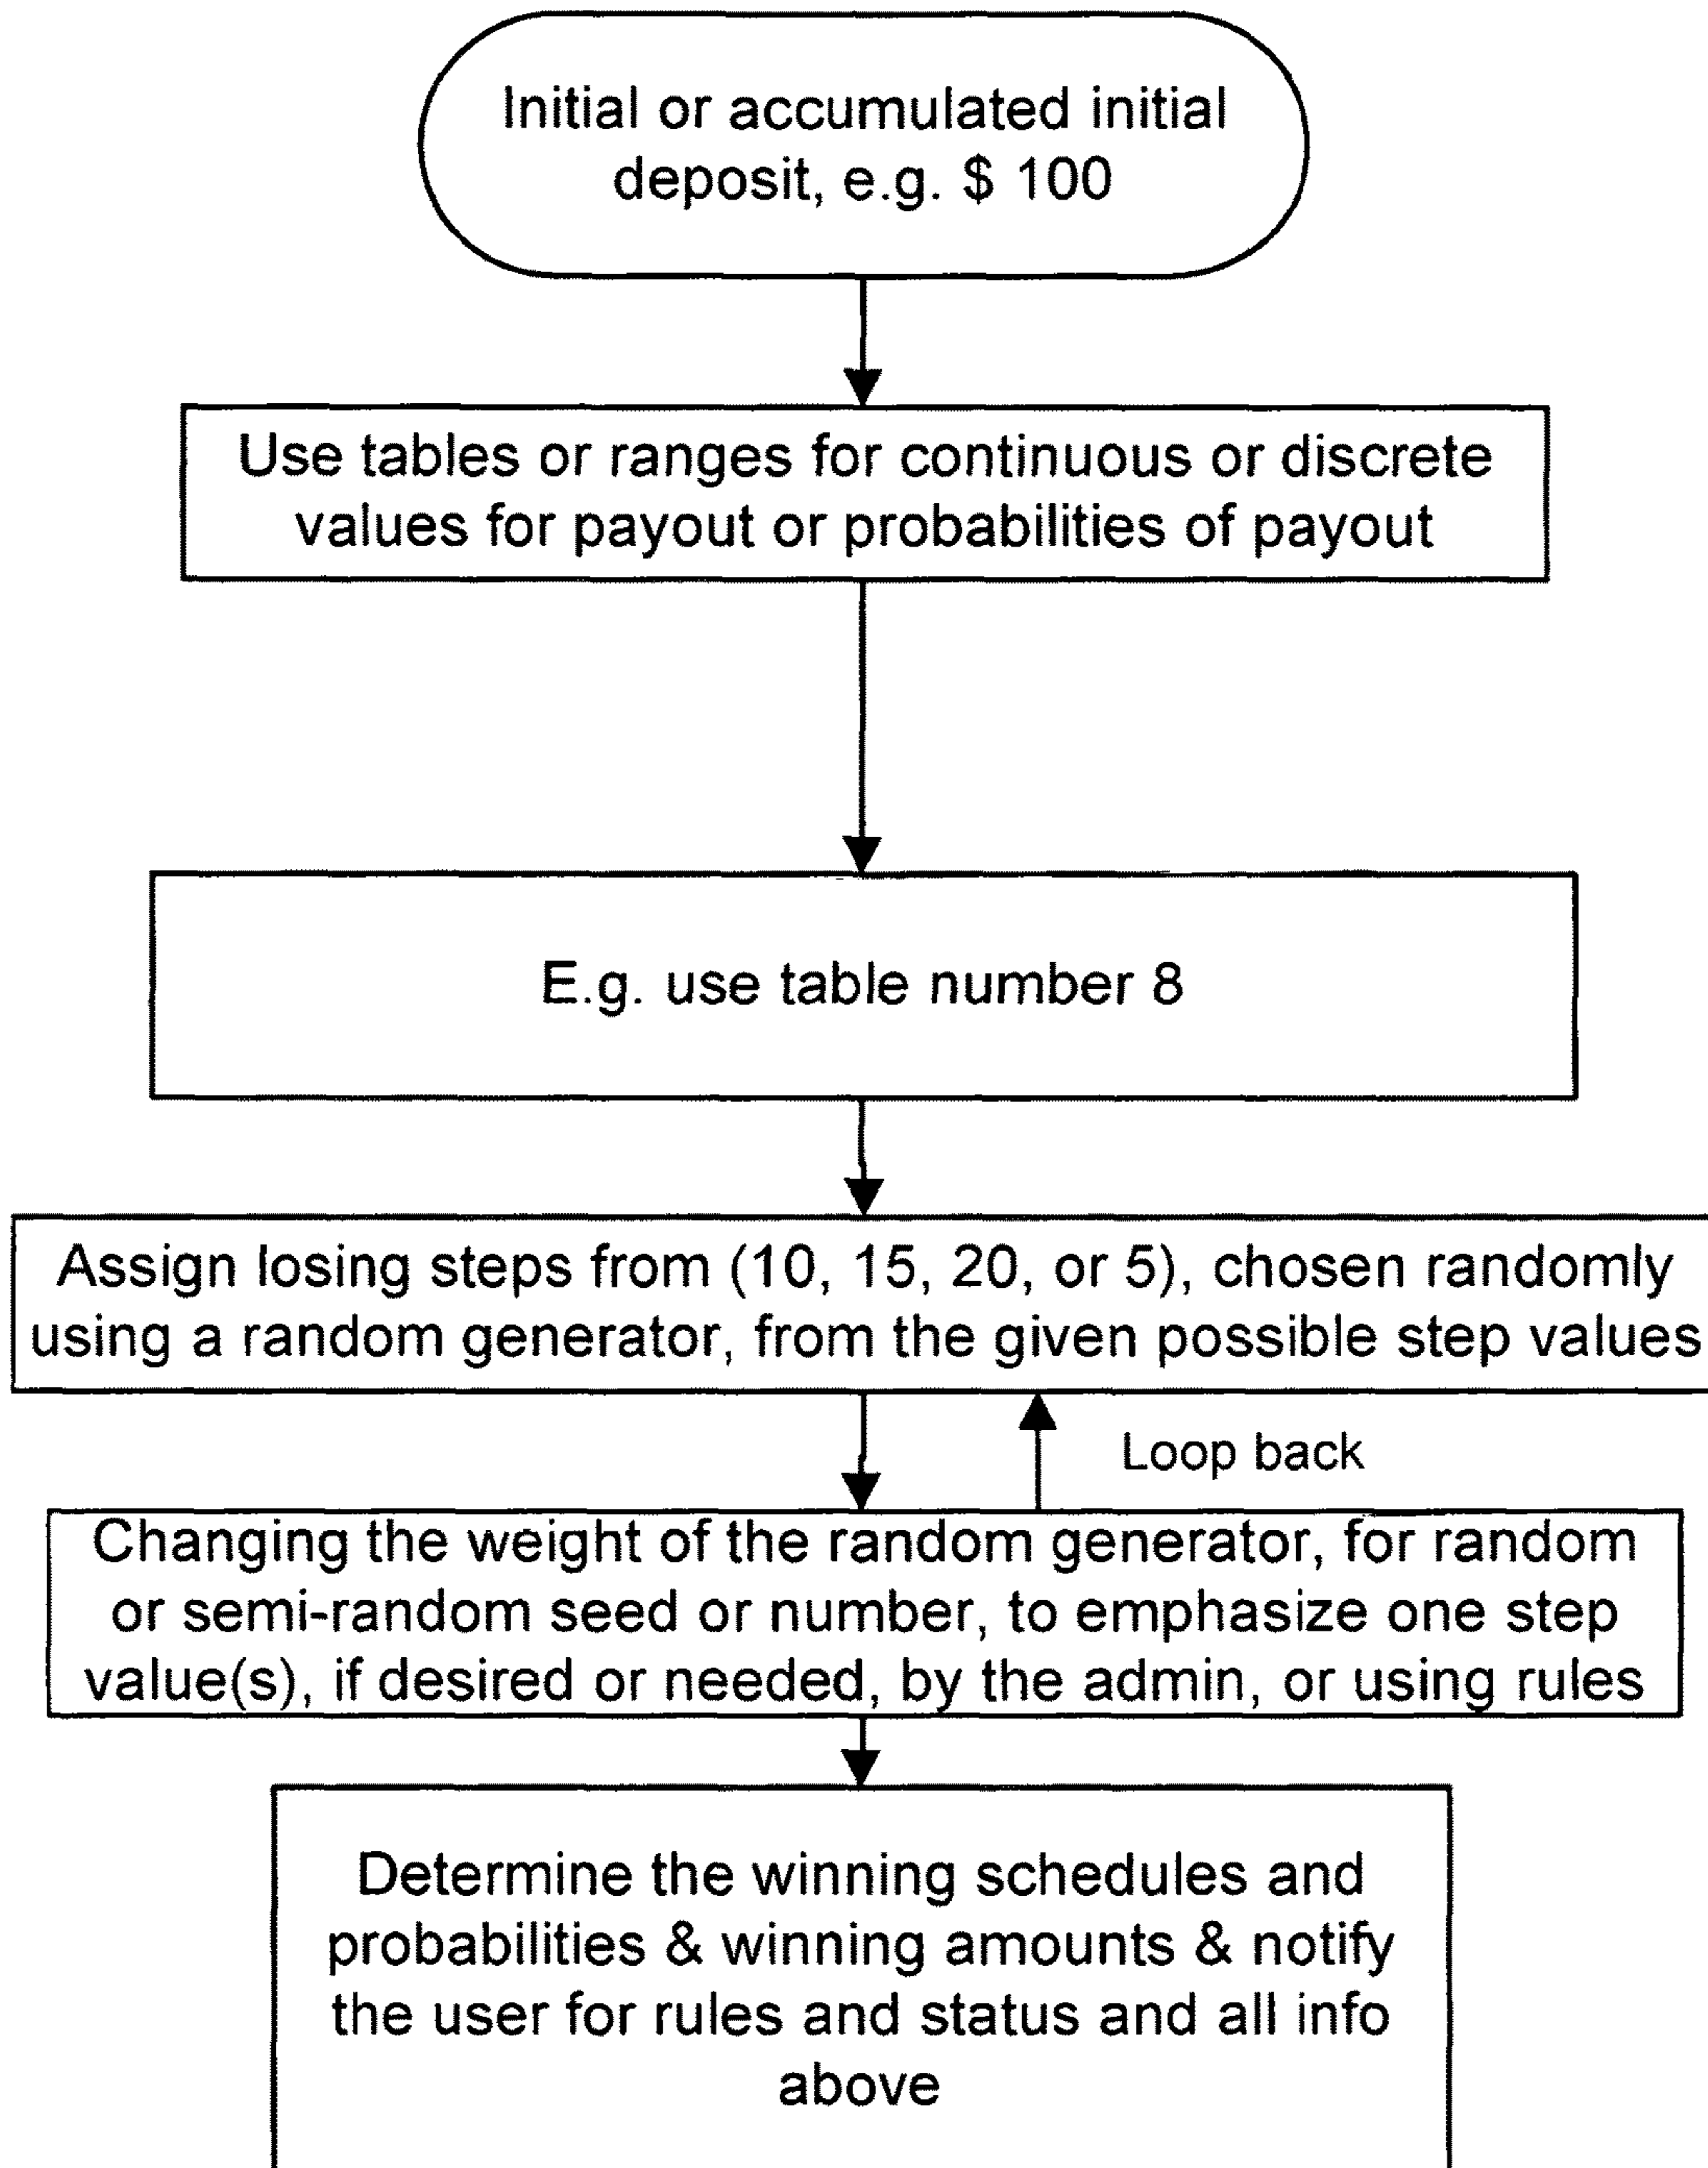 Initial or accumulated initial
deposit, e.g. $ 100
Use tables or ranges for continuous or discrete
values for payout or probabilities of payout
E.g. use table number 8
Assign losing steps from (10, 15, 20, or 5), chosen randomly
using a random generator, from the given possible step values
Loop back
Changing the weight of the random generator, for random
or semi-random seed or number, to emphasize one step
value(s), if desired or needed, by the admin, or using rules
Determine the winning schedules and
probabilities & winning amounts & notify
the user for rules and status and all info
above